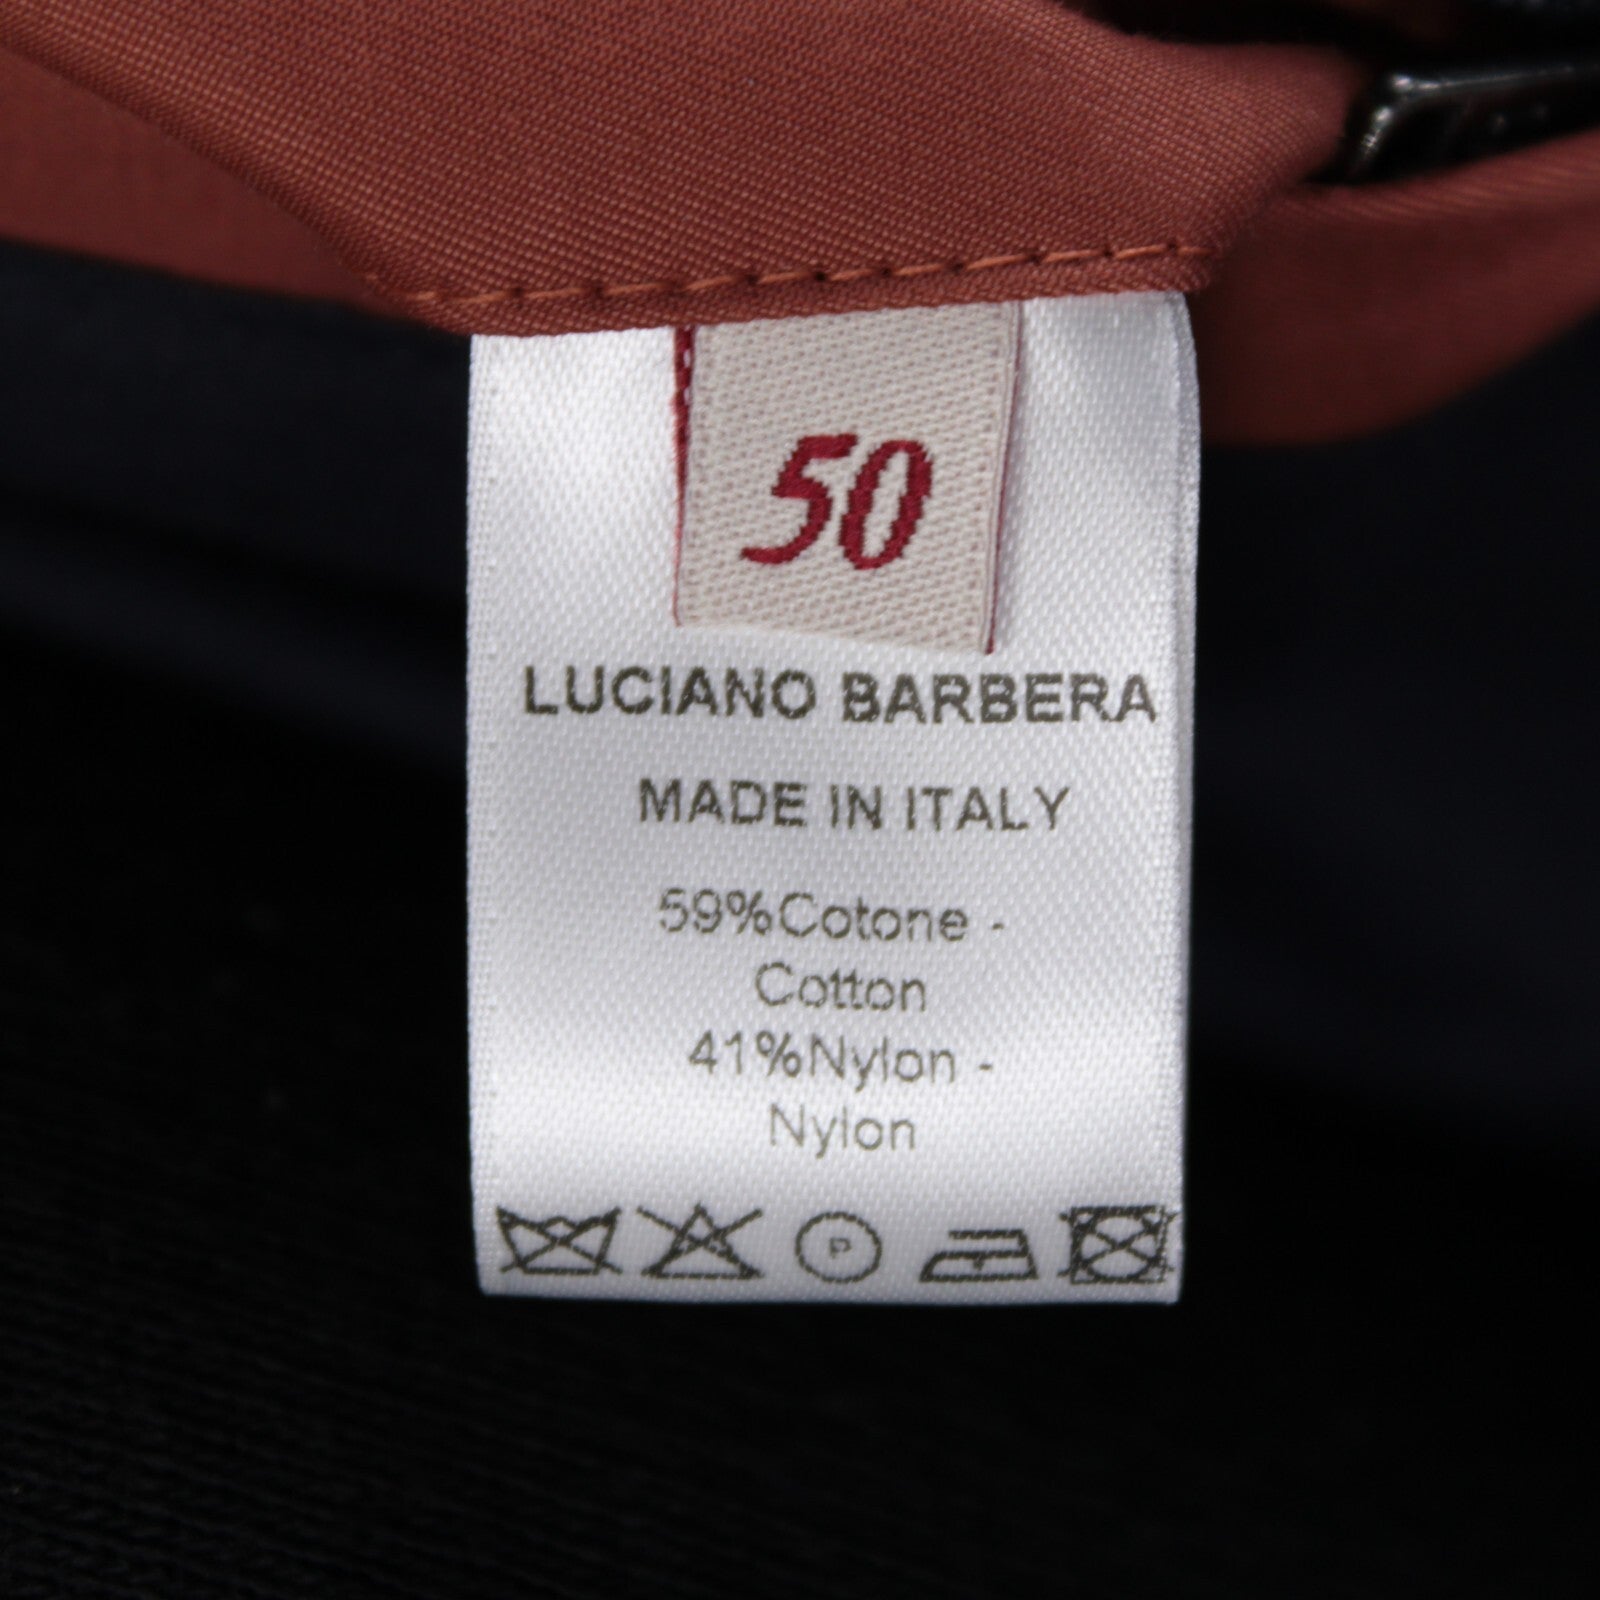 50
LUCIANO BARBERA
MADE IN ITALY
59%Cotone -
Cotton
41%Nylon -
Nylon
P